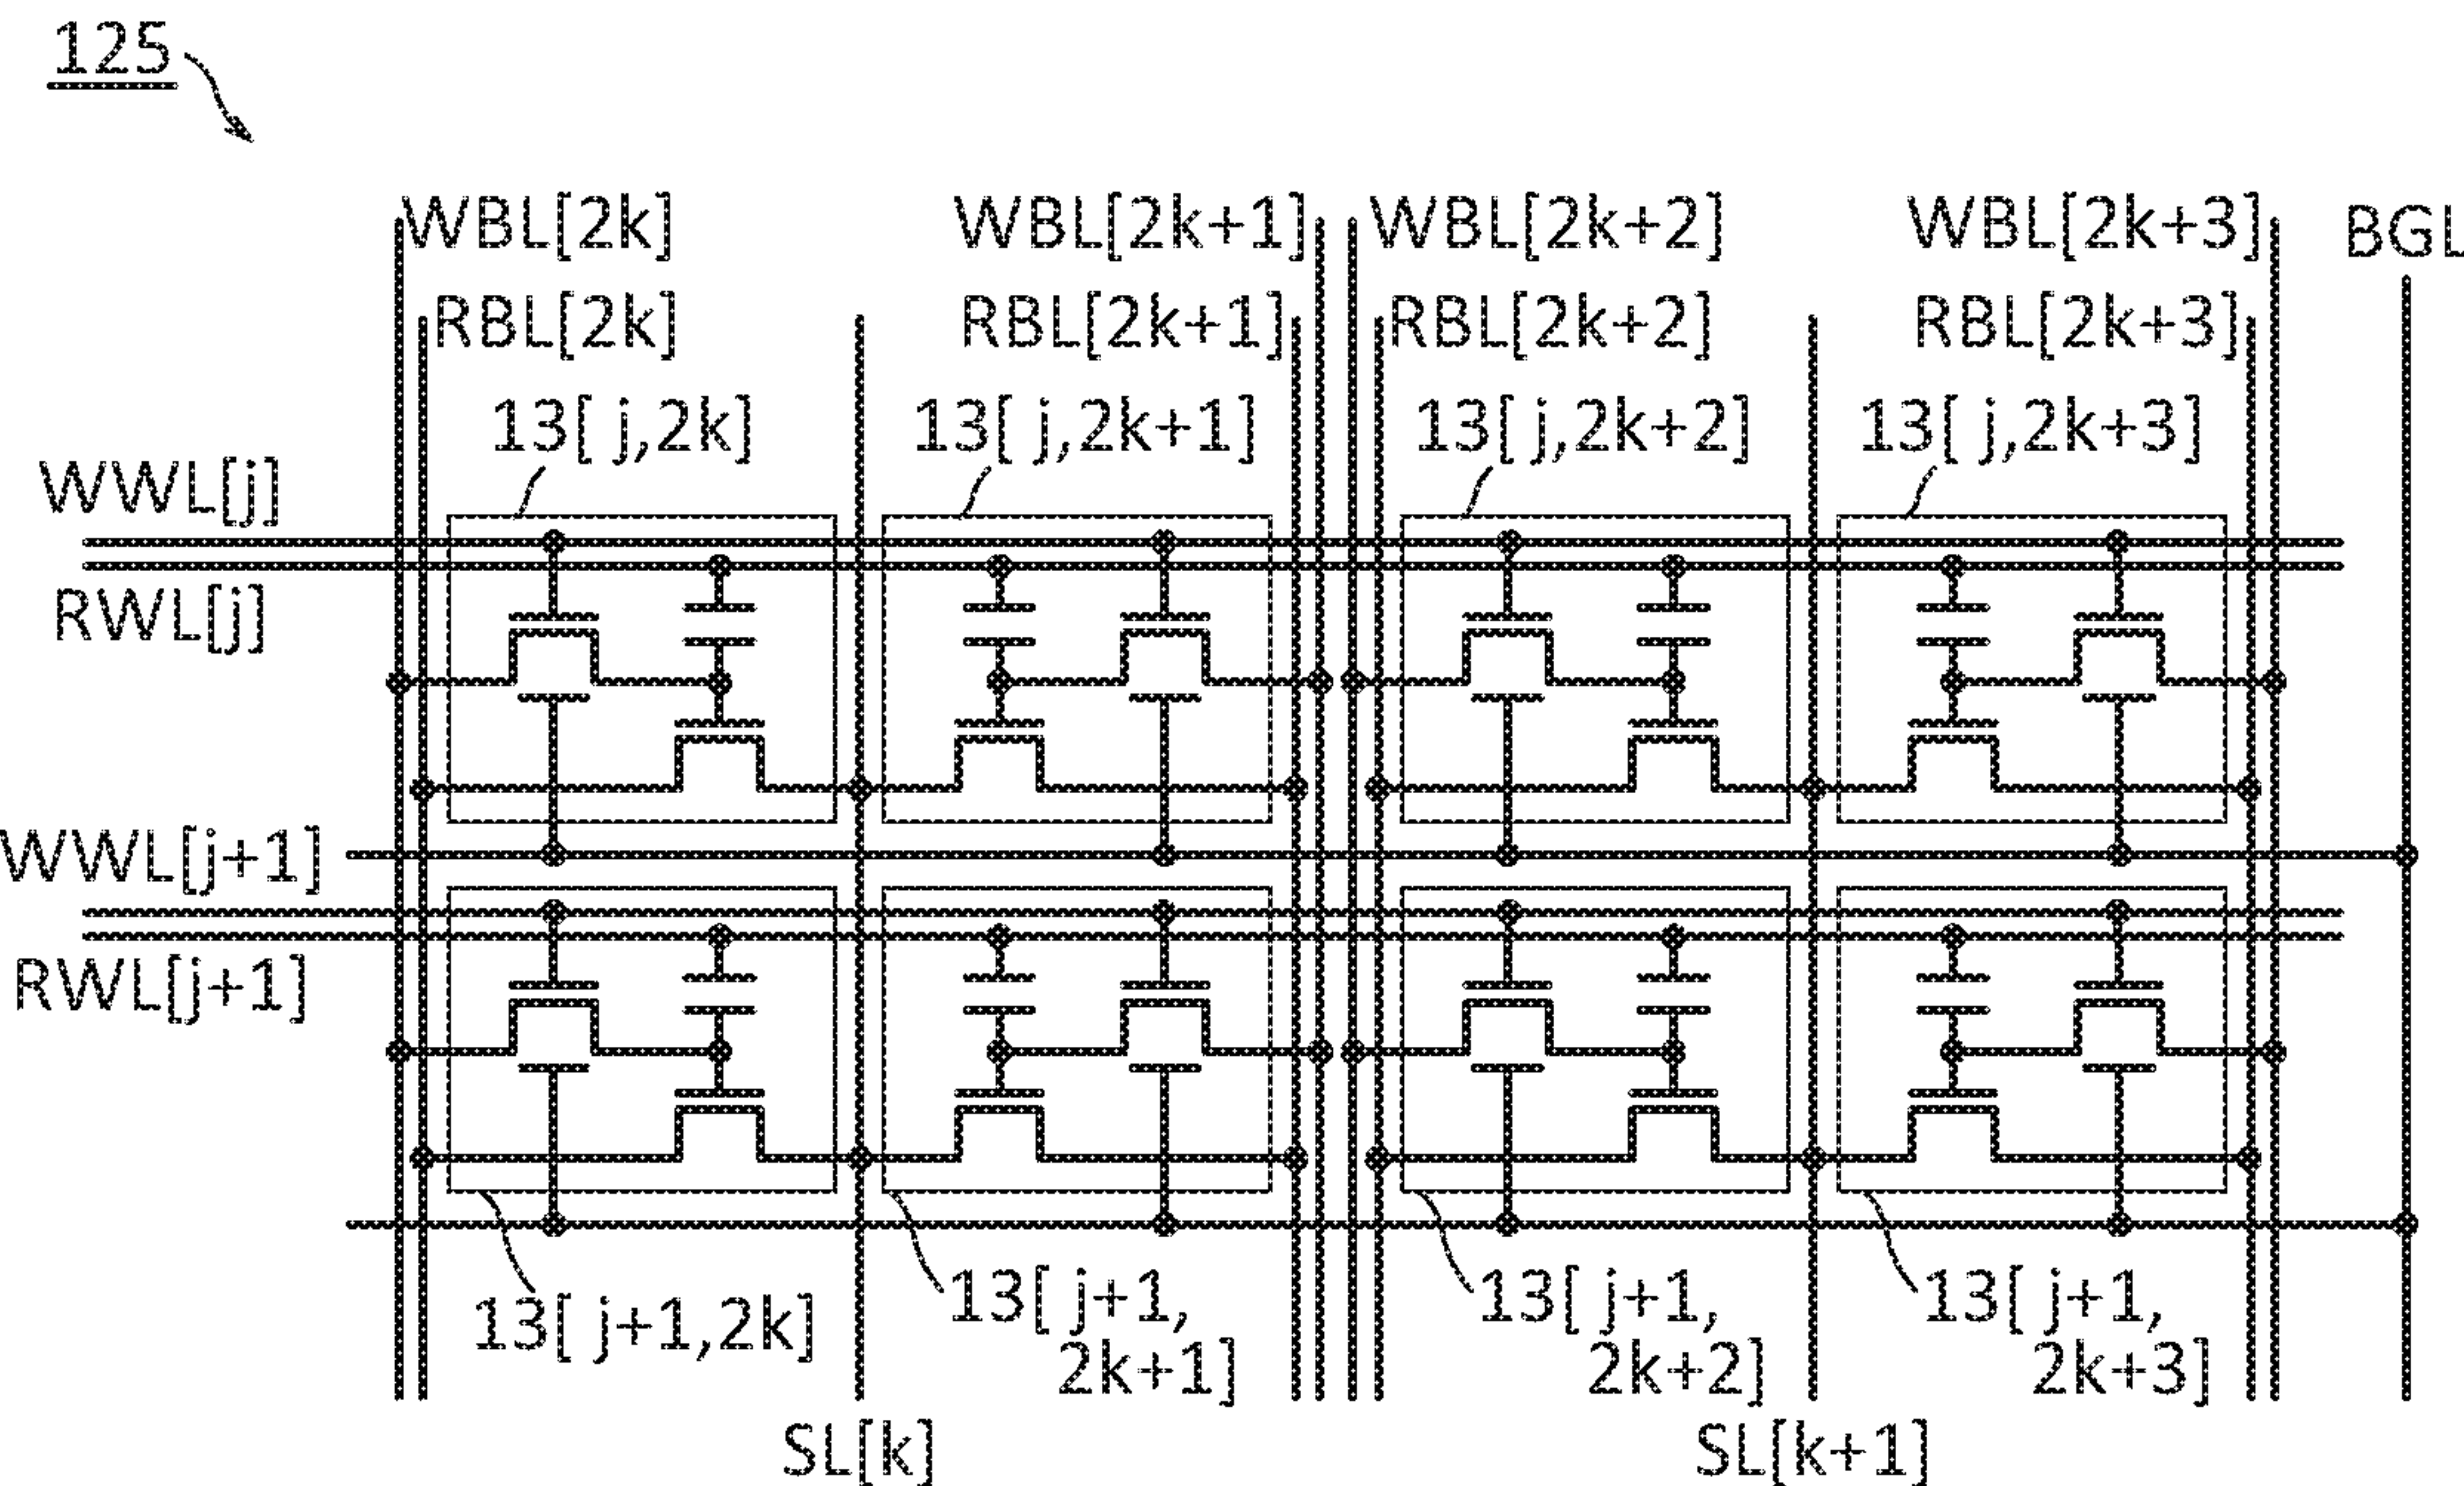 125
WBL[2k] WBL[2k+1] WBL[2k+2] WBL[2k+3] BGL
RBL[2k] RBL[2k+1] RBL[2k+2] RBL[2k+3]
13[ j,2k] 13[ j,2k+1] 13[ j,2k+2] 13[ j,2k+3]
WWL[j]
RWL[j]
WWL[j+1]
RWL[j+1]
13[ j+1,2k] 13[ j+1, 13[ j+1, 13[ j+1,
2k+1] 2k+2] 2k+3]
SL[k] SL[k+1]